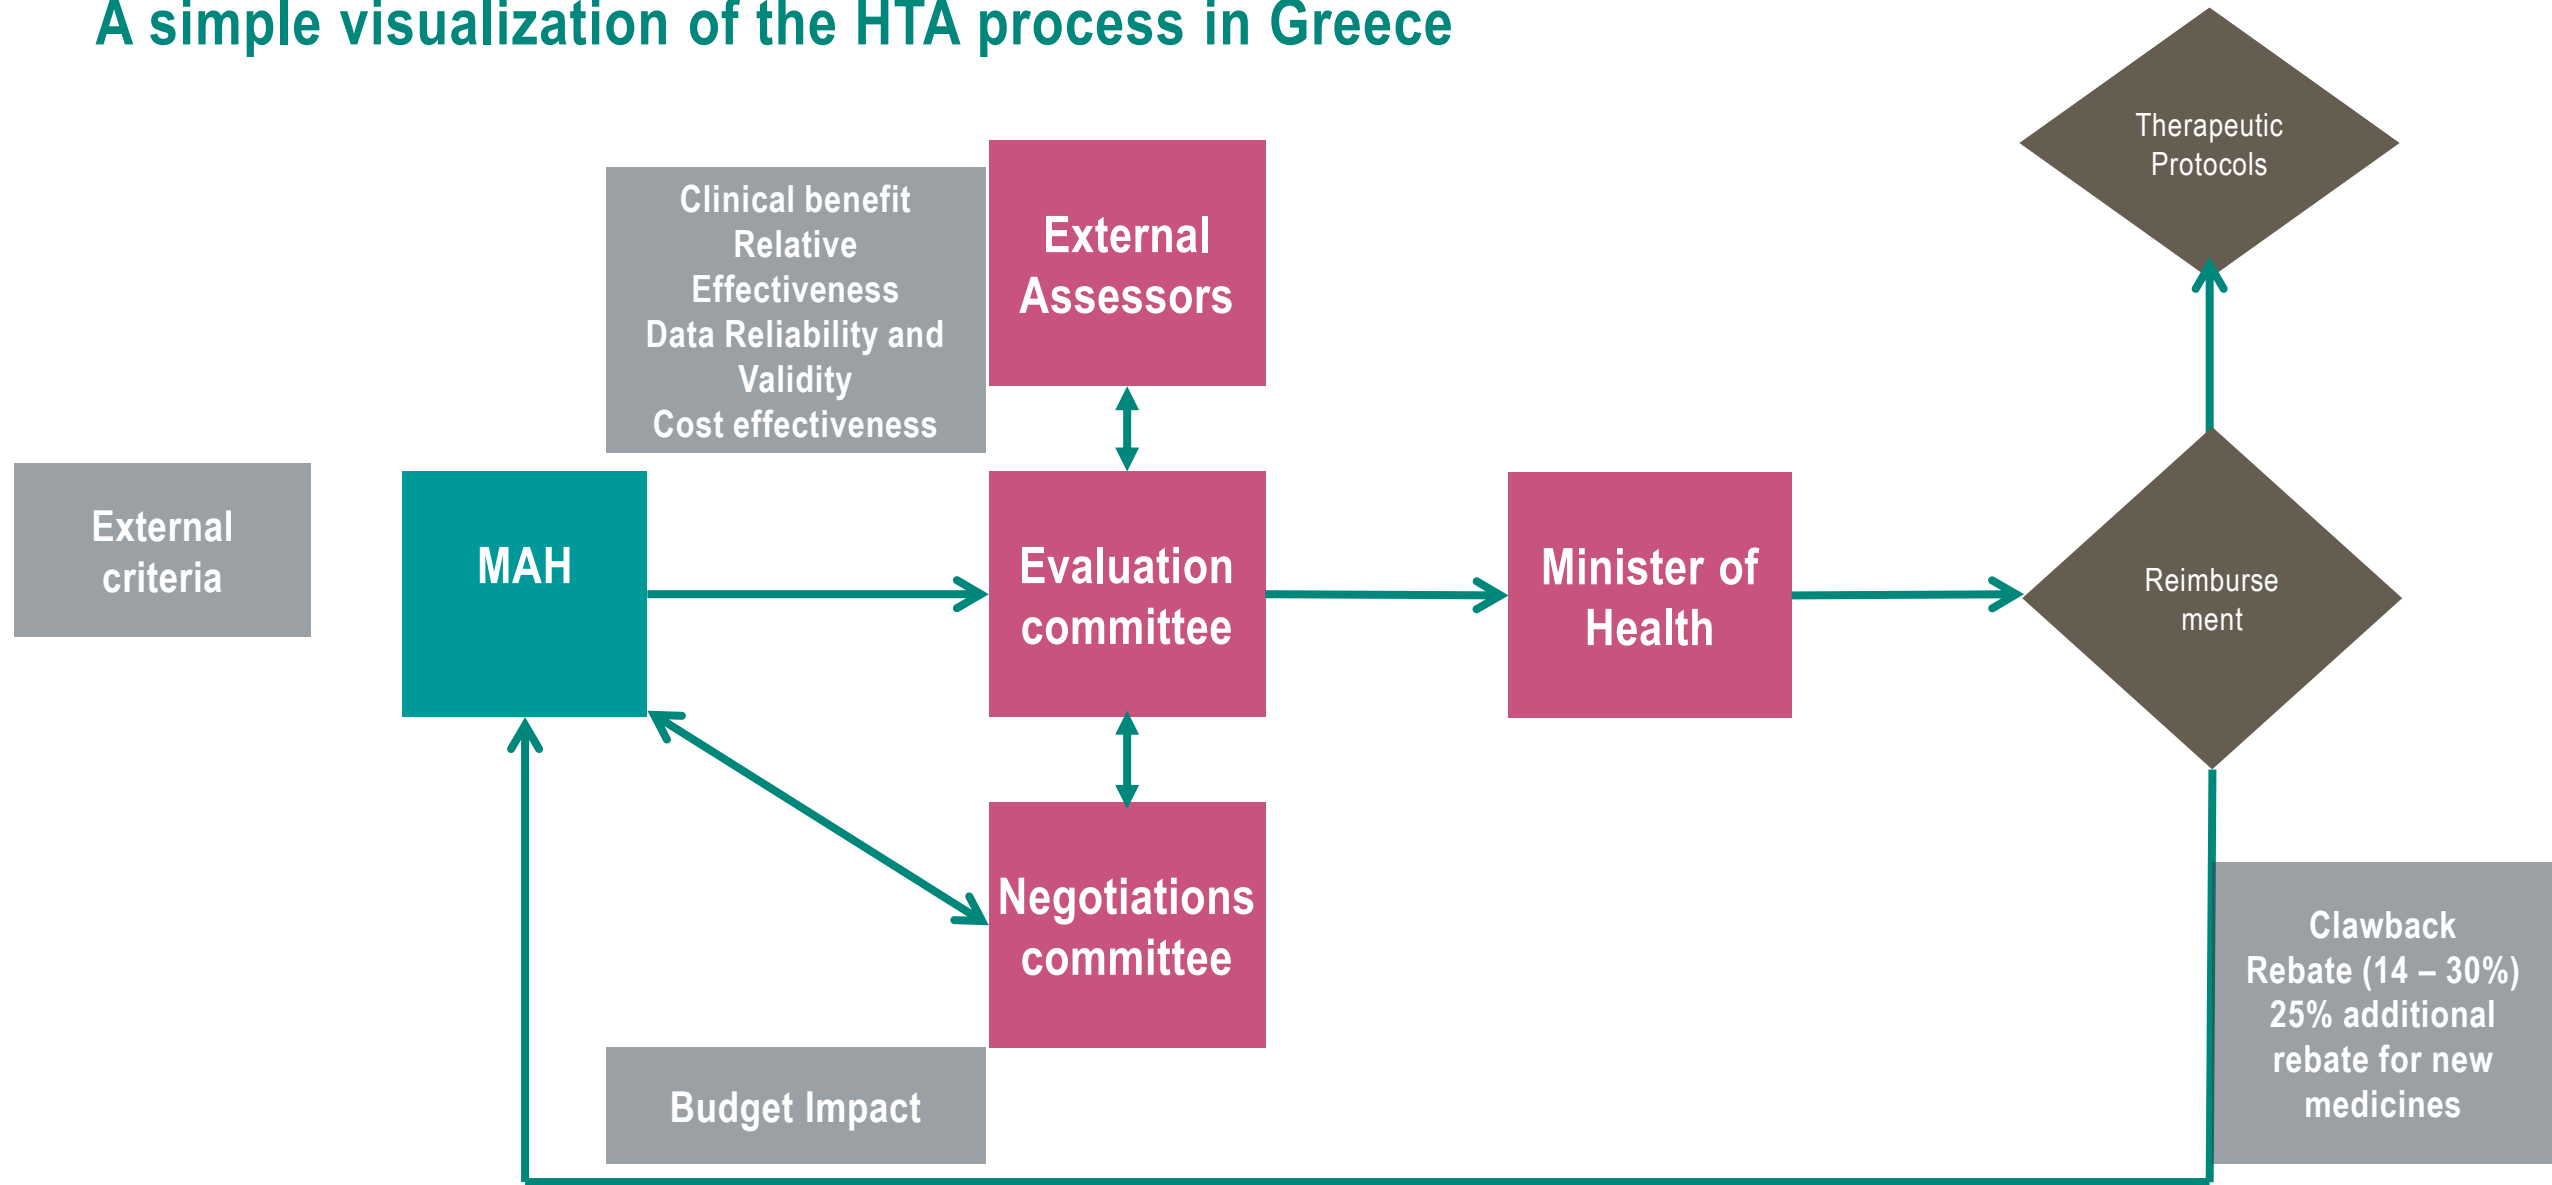 A simple visualization of the HTA process in Greece
Therapeutic
Protocols
Clinical benefit
Relative
Effectiveness
Data Reliability and
Validity
Cost effectiveness
External
Assessors
External
criteria
MAH
Evaluation
committee
Minister of
Health
Reimburse
ment
Negotiations
committee
Budget Impact
Clawback
Rebate (14 – 30%)
25% additional
rebate for new
medicines